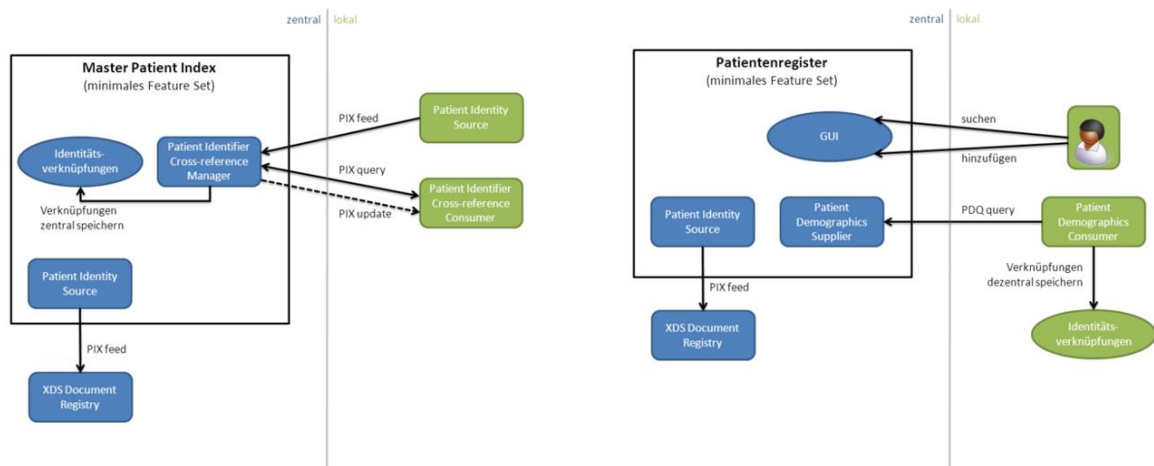 zentral
lokal
Master Patient Index
(minimales Feature Set)
Identitäts-
verknüpfungen
Patient Identifier
Cross-reference
Manager
PIX feed
Patient Identity
Source
PIX query
Patient Identifier
Cross-reference
Consumer
PIX update
Verknüpfungen
zentral speichern
Patient Identity
Source
PIX feed
XDS Document
Registry
zentral
lokal
Patientenregister
(minimales Feature Set)
GUI
suchen
hinzufügen
Patient Identity
Source
Patient
Demographics
Supplier
PDQ query
Patient
Demographics
Consumer
PIX feed
Verknüpfungen
dezentral speichern
XDS Document
Registry
Identitäts-
verknüpfungen